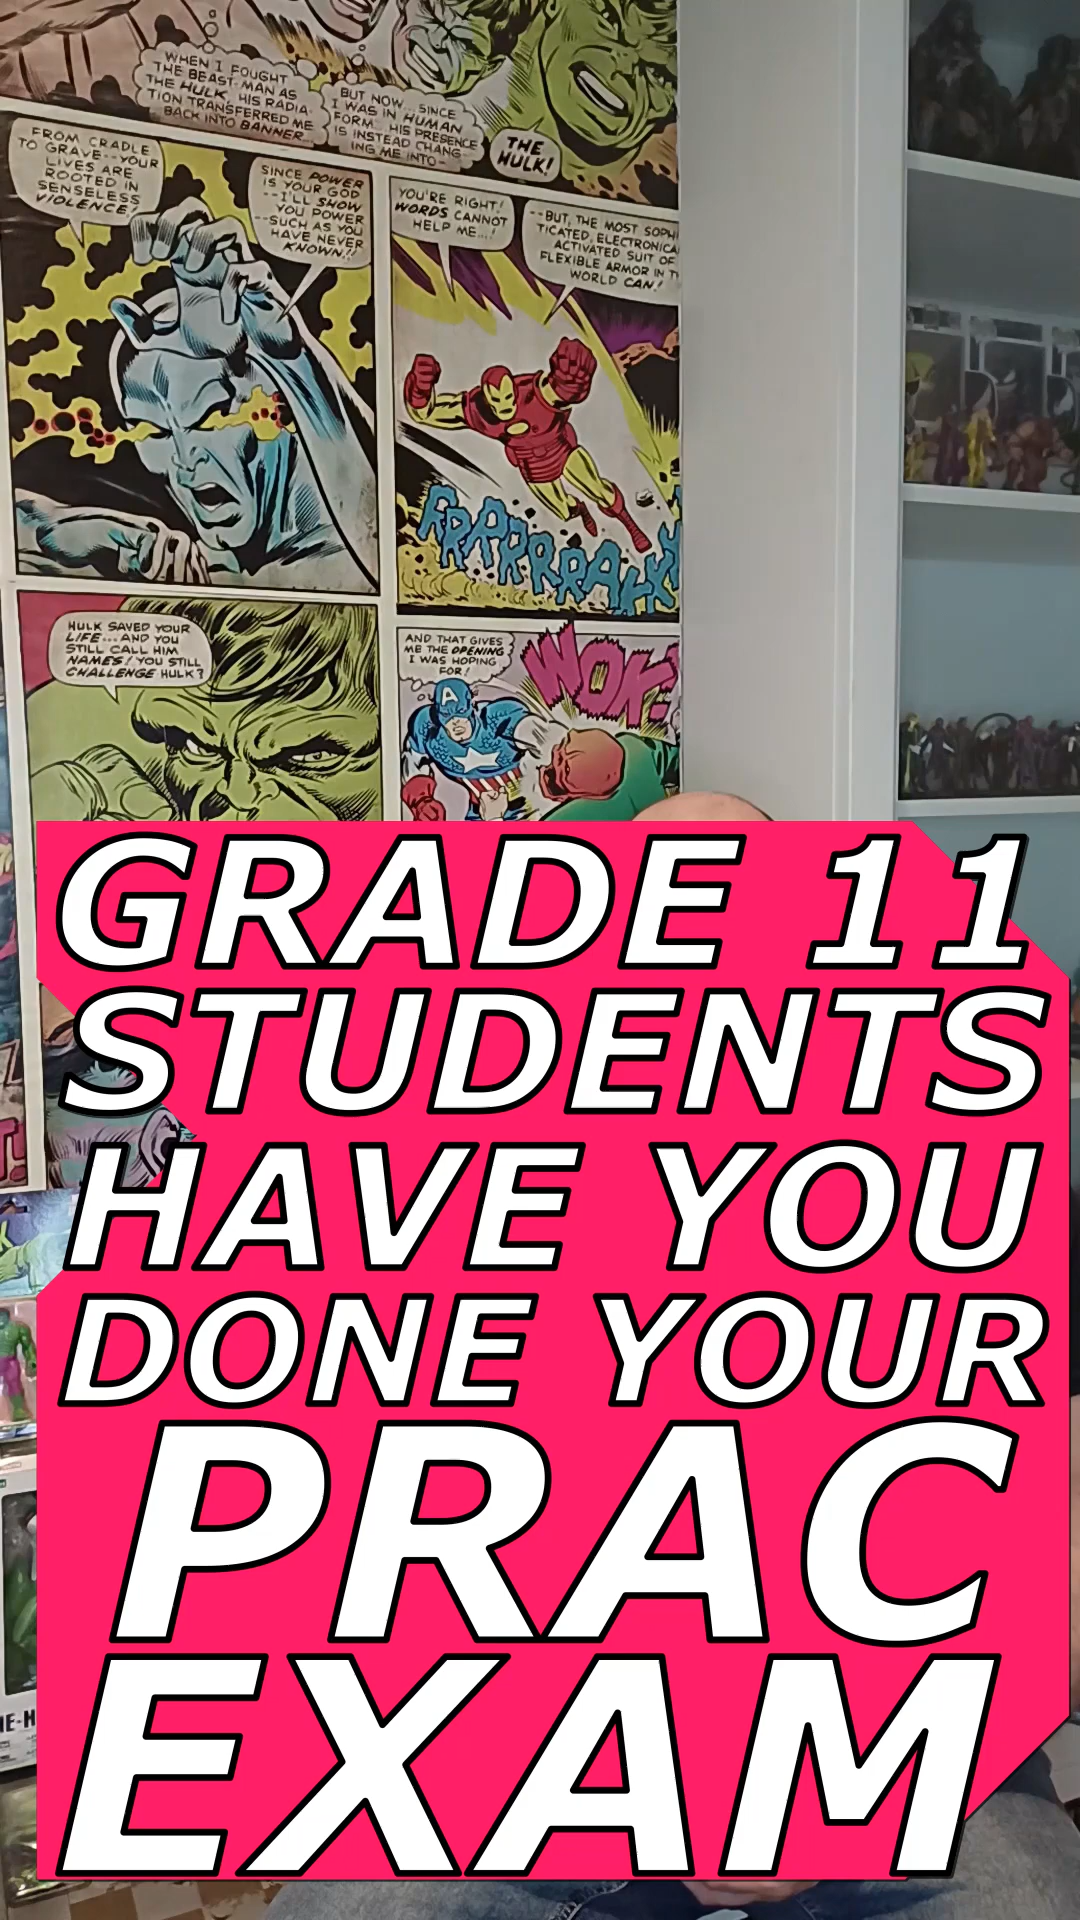 WHEN I FOUGHT
THE BEAST-MAN AS
THE HULK, HIS RADIA-
TION TRANSFERRED ME
BACK INTO BANNER...
BUT NOW...SINCE
I WAS IN HUMAN
FORM...HIS PRESENCE
IS INSTEAD CHANG-
ING ME INTO-
THE
HULK!
FROM CRADLE
TO GRAVE--YOUR
LIVES ARE
ROOTED IN
SENSELESS
VIOLENCE!
SINCE POWER
IS YOUR GOD
--I'LL SHOW
YOU POWER
--SUCH AS YOU
HAVE NEVER
KNOWN!!
YOU'RE RIGHT!
WORDS CANNOT
HELP ME...!
--BUT, THE MOST SOPHI
TICATED, ELECTRONICA
ACTIVATED SUIT OF
FLEXIBLE ARMOR IN T
WORLD CAN!
HULK SAVED YOUR
LIFE...AND YOU
STILL CALL HIM
NAMES! YOU STILL
CHALLENGE HULK?
AND THAT GIVES
ME THE OPENING
I WAS HOPING
FOR!
WOK!
GRADE 11
STUDENTS
HAVE YOU
DONE YOUR
PRAC
EXAM